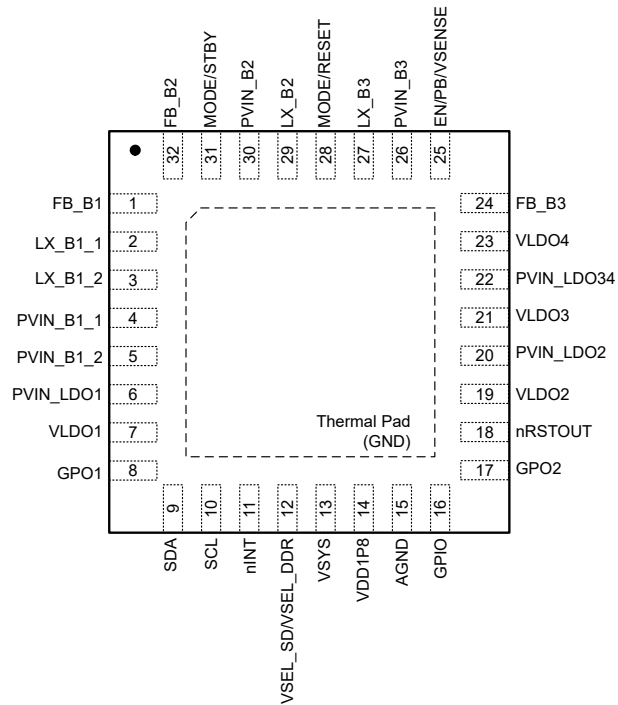 FB_B2
MODE/STBY
PVIN_B2
LX_B2
MODE/RESET
LX_B3
PVIN_B3
EN/PB/VSENSE
32
31
30
29
28
27
26
25
FB_B1 1
LX_B1_1 2
LX_B1_2 3
PVIN_B1_1 4
PVIN_B1_2 5
PVIN_LDO1 6
VLDO1 7
GPO1 8
24 FB_B3
23 VLDO4
22 PVIN_LDO34
21 VLDO3
20 PVIN_LDO2
19 VLDO2
18 nRSTOUT
17 GPO2
Thermal Pad
(GND)
9
10
11
12
13
14
15
16
SDA
SCL
nINT
VSEL_SD/VSEL_DDR
VSYS
VDD1P8
AGND
GPIO